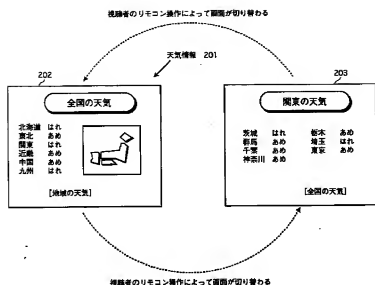 視聴者のリモコン操作によって画面が切り替わる
天気情報 201
202
全国の天気
北海道 はれ
東北 あめ
関東 はれ
近畿 あめ
中国 あめ
九州 はれ
[地域の天気]
203
関東の天気
茨城 はれ 栃木 あめ
群馬 あめ 埼玉 はれ
千葉 あめ 東京 あめ
神奈川 あめ
[全国の天気]
視聴者のリモコン操作によって画面が切り替わる